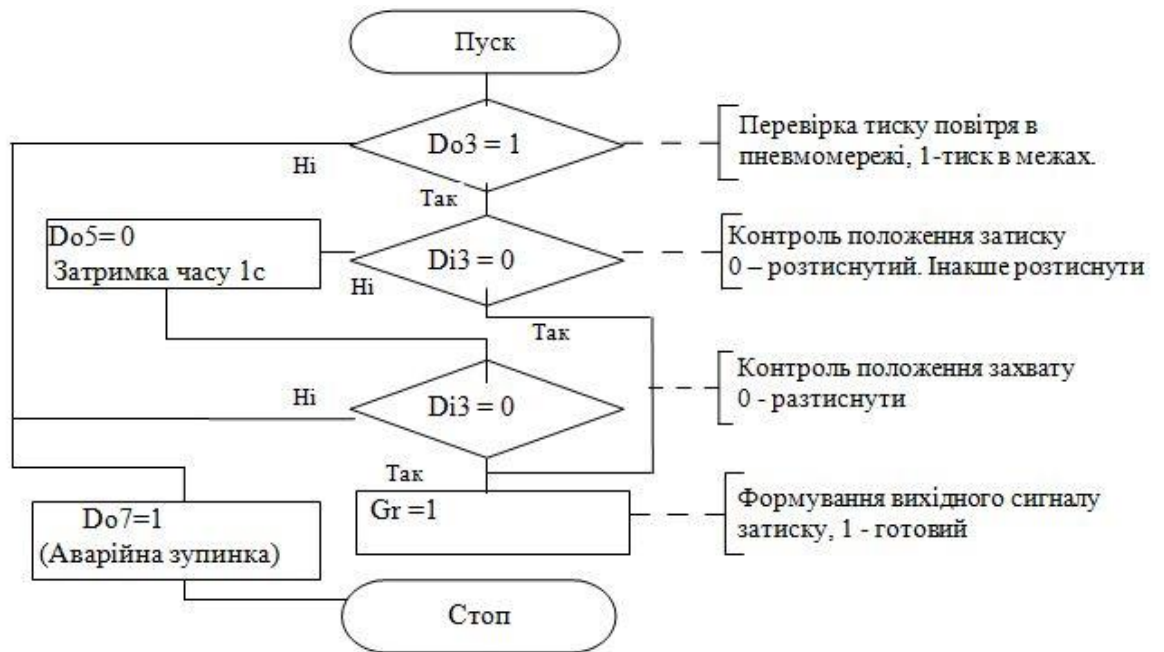 Пуск
Do3 = 1
Перевірка тиску повітря в
пневмомережі, 1-тиск в межах.
Ні
Так
Do5= 0
Затримка часу 1с
Di3 = 0
Контроль положення затиску
0 – розтиснутий. Інакше розтиснути
Ні
Так
Контроль положення захвату
0 - разтиснути
Ні
Di3 = 0
Так
Gr =1
Формування вихідного сигналу
затиску, 1 - готовий
Do7=1
(Аварійна зупинка)
Стоп